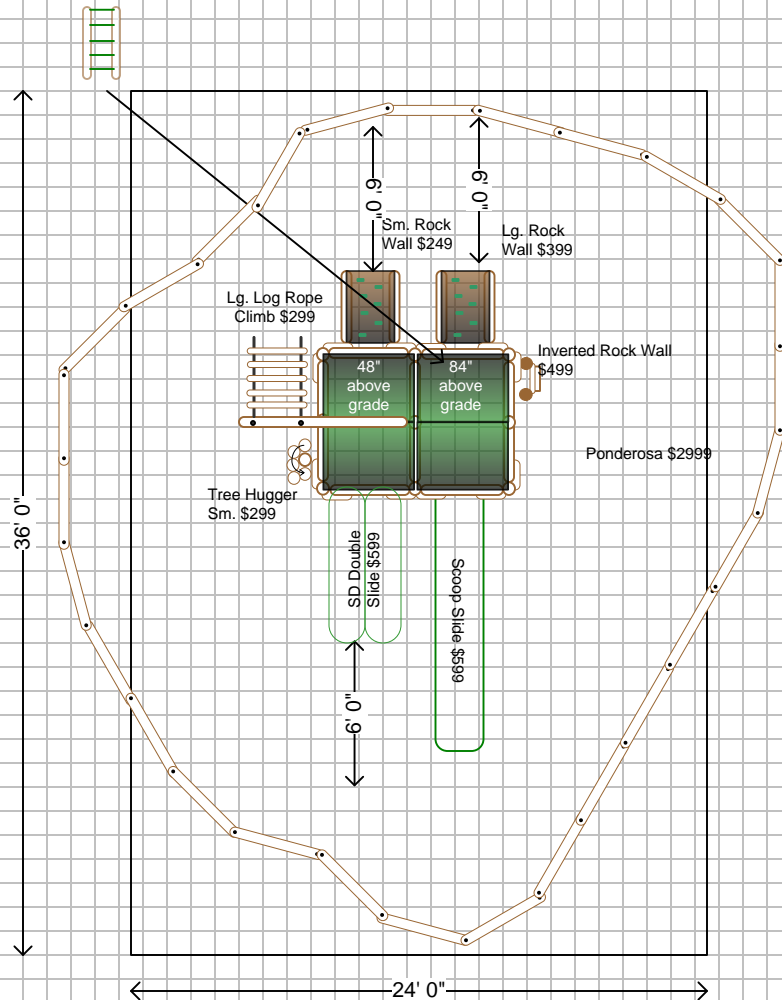 6' 0"
6' 0"
Sm. Rock
Wall $249
Lg. Rock
Wall $399
Lg. Log Rope
Climb $299
Inverted Rock Wall
$499
48"
above
grade
84"
above
grade
Ponderosa $2999
Tree Hugger
Sm. $299
36' 0"
SD Double
Slide $599
Scoop Slide $599
6' 0"
24' 0"